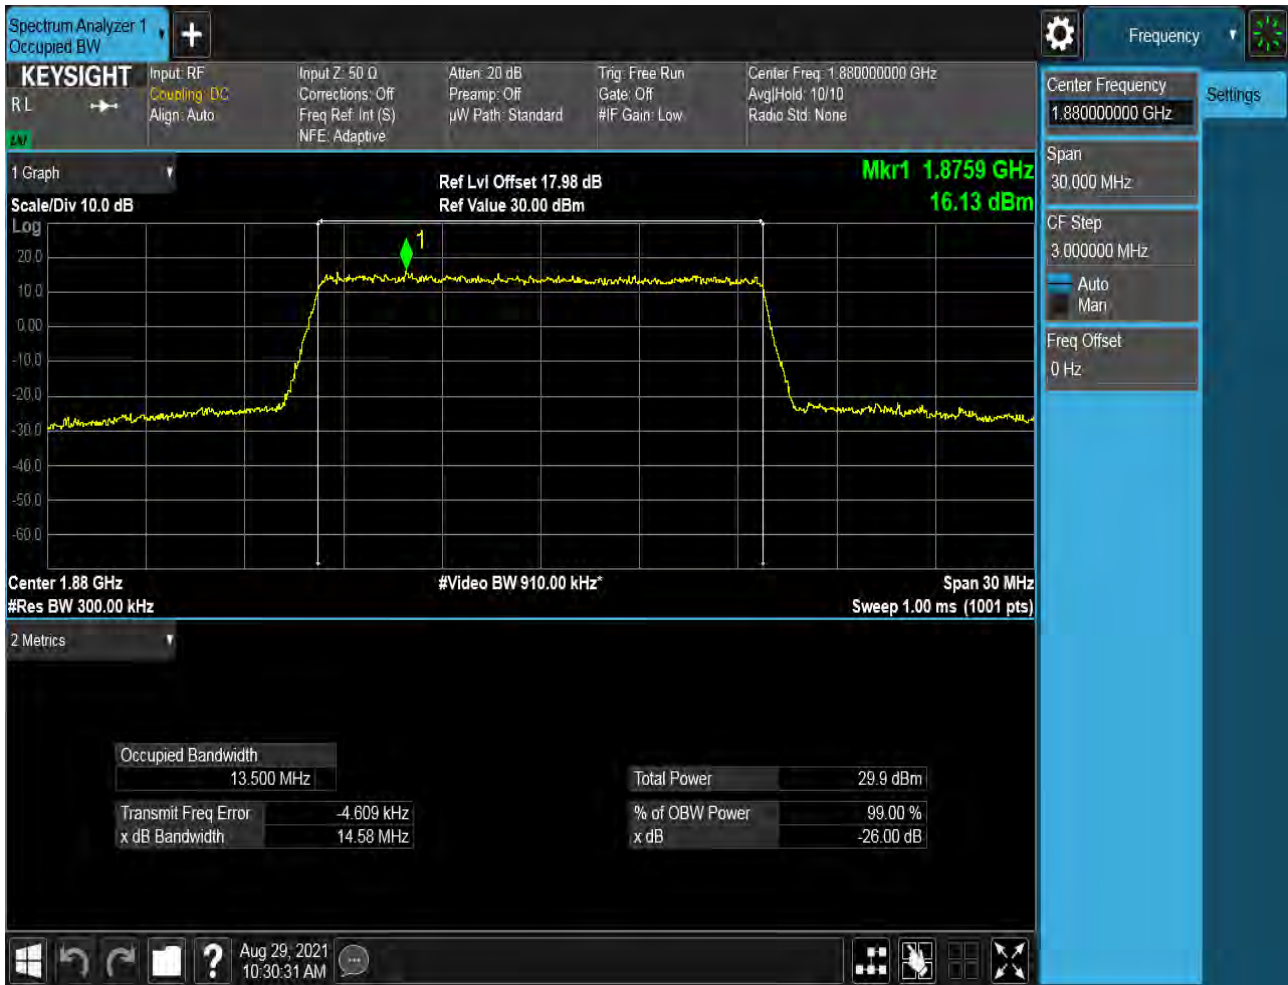 Spectrum Analyzer 1
Occupied BW
Frequency
KEYSIGHT
R L
LNI
Input: RF
Coupling: DC
Align: Auto
Input Z: 50 Ω
Corrections: Off
Freq Ref: Int (S)
NFE: Adaptive
Atten: 20 dB
Preamp: Off
µW Path: Standard
Trig: Free Run
Gate: Off
#IF Gain: Low
Center Freq: 1.880000000 GHz
Avg|Hold: 10/10
Radio Std: None
Center Frequency
1.880000000 GHz
Settings
Span
30.000 MHz
CF Step
3.000000 MHz
Auto
Man
Freq Offset
0 Hz
1 Graph
Scale/Div 10.0 dB
Ref Lvl Offset 17.98 dB
Ref Value 30.00 dBm
Mkr1 1.8759 GHz
16.13 dBm
Log
1
20.0
10.0
0.00
-10.0
-20.0
-30.0
-40.0
-50.0
-60.0
Center 1.88 GHz
#Video BW 910.00 kHz*
Span 30 MHz
#Res BW 300.00 kHz
Sweep 1.00 ms (1001 pts)
2 Metrics
Occupied Bandwidth
13.500 MHz
Total Power 29.9 dBm
Transmit Freq Error -4.609 kHz
% of OBW Power 99.00 %
x dB Bandwidth 14.58 MHz
x dB -26.00 dB
Aug 29, 2021
10:30:31 AM